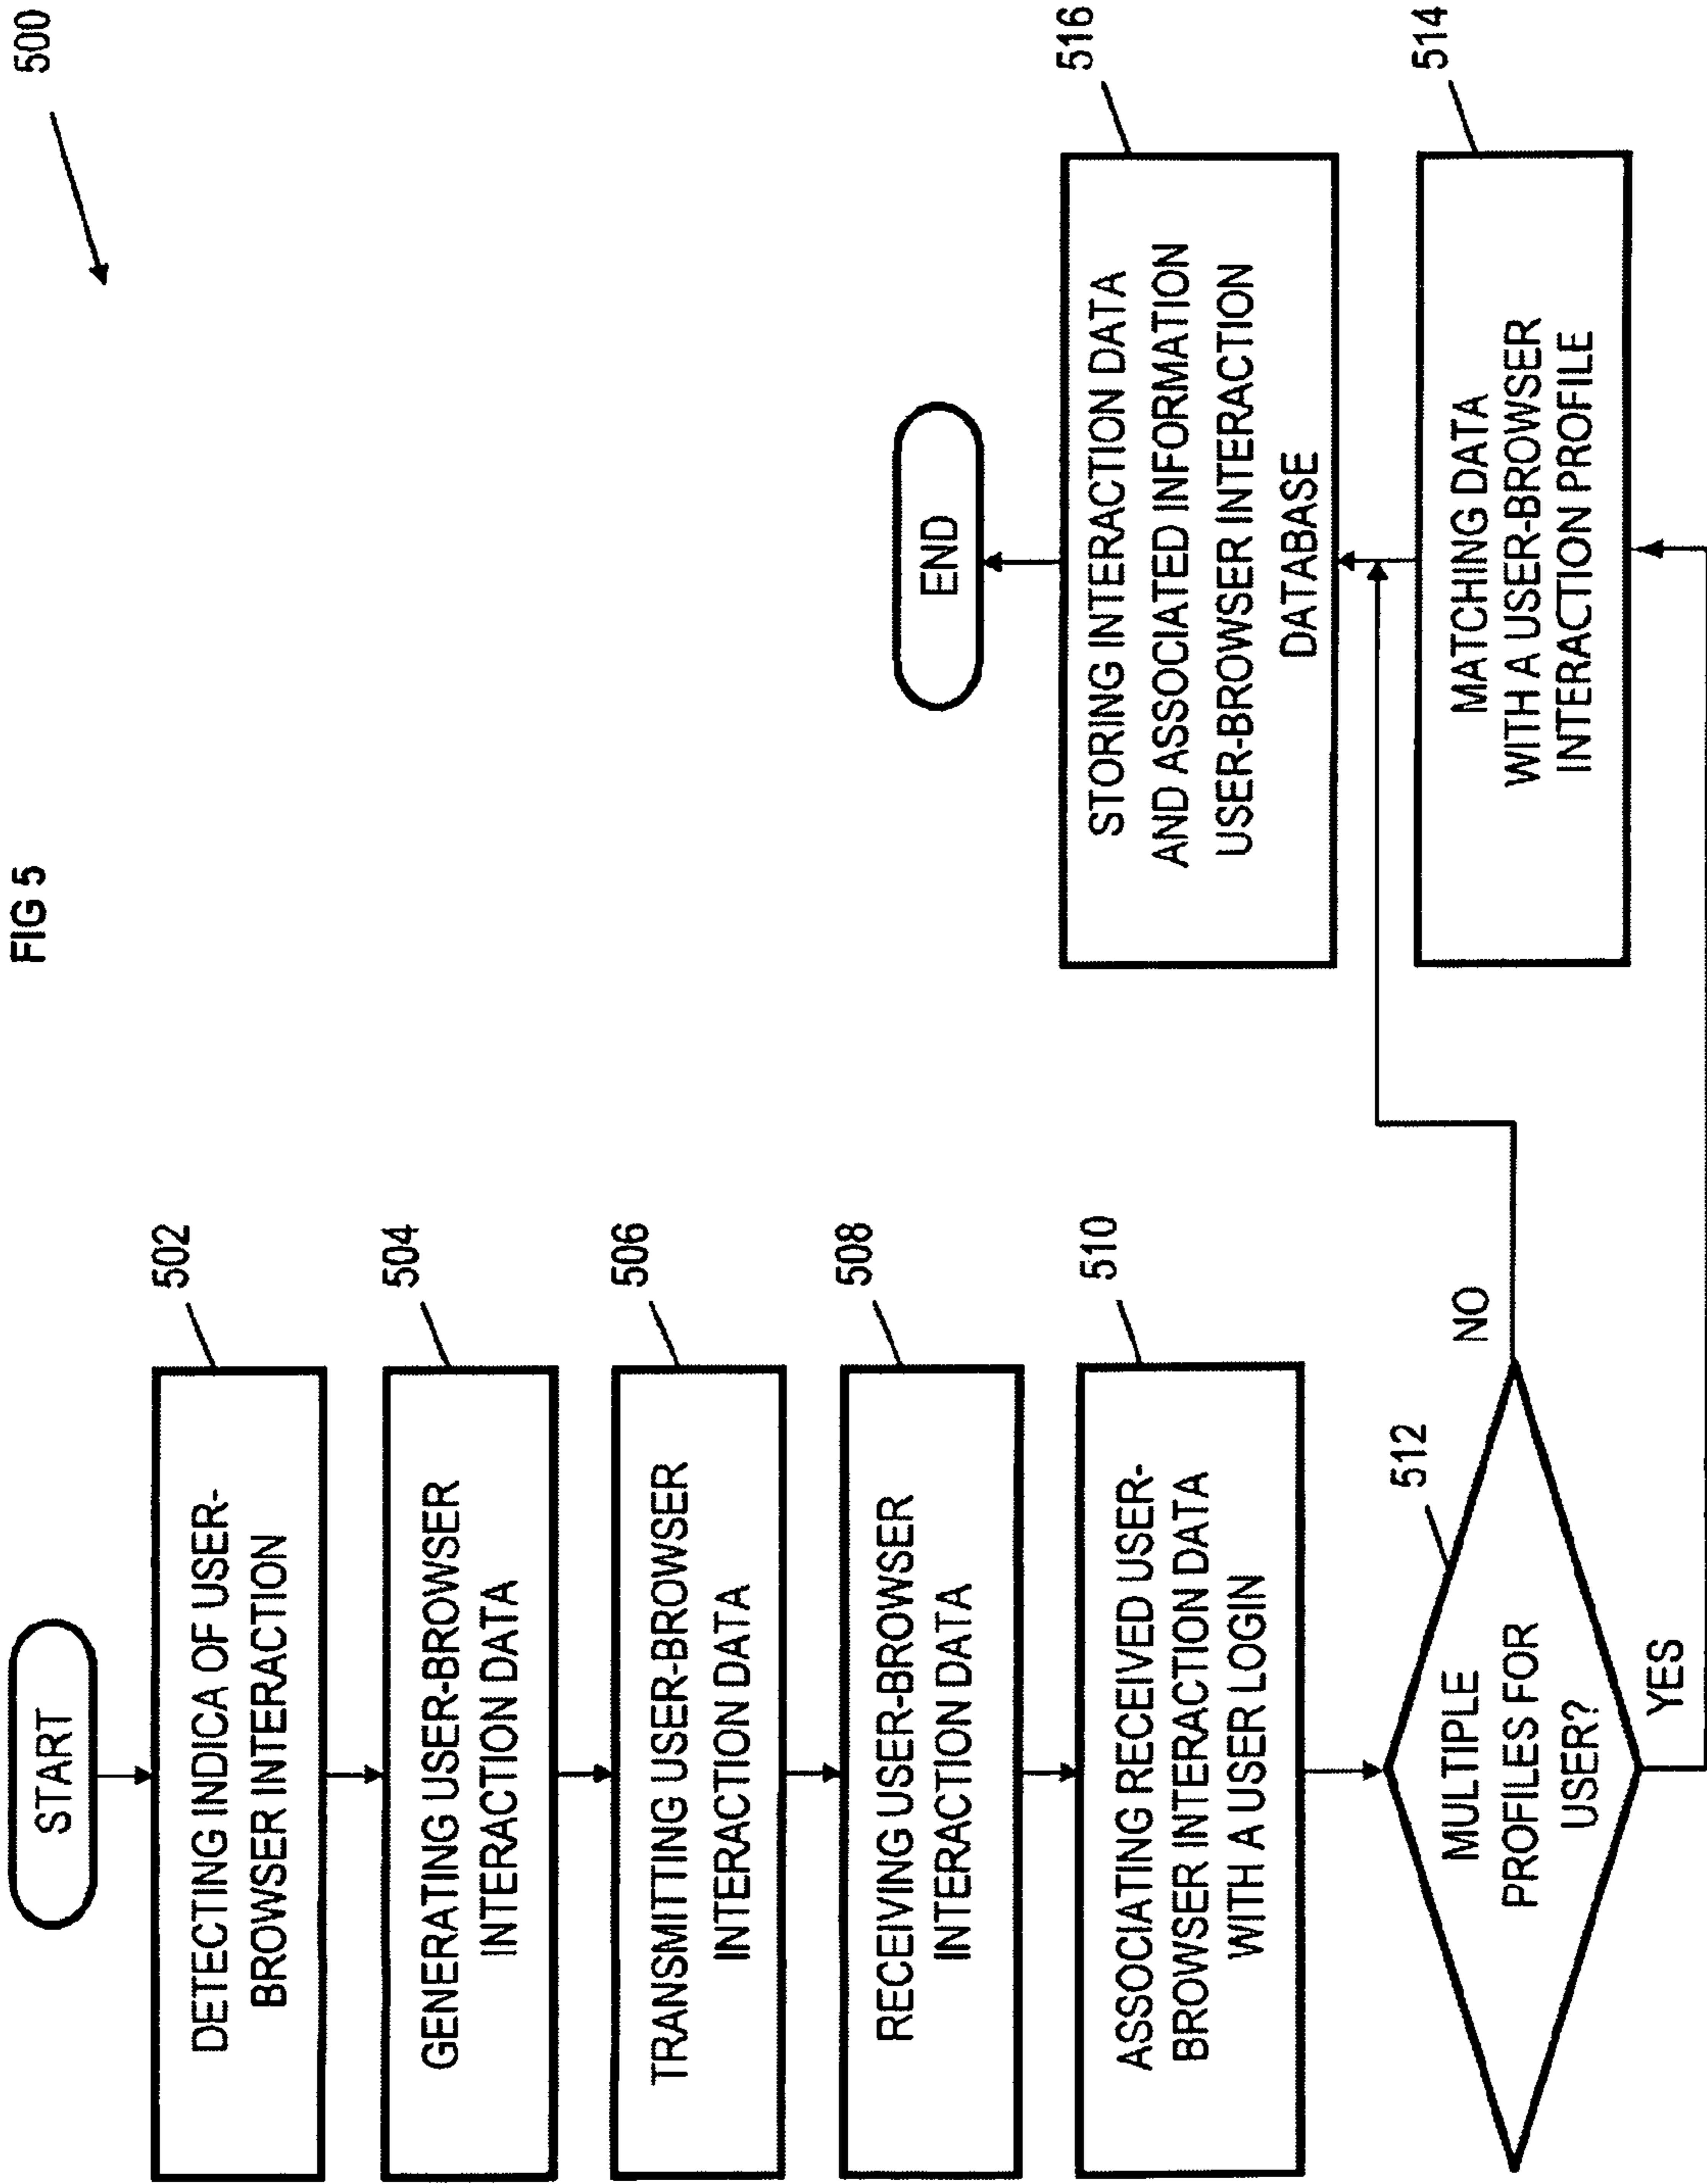 FIG 5
500
START
502
DETECTING INDICA OF USER-
BROWSER INTERACTION
504
GENERATING USER-BROWSER
INTERACTION DATA
506
TRANSMITTING USER-BROWSER
INTERACTION DATA
508
RECEIVING USER-BROWSER
INTERACTION DATA
510
ASSOCIATING RECEIVED USER-
BROWSER INTERACTION DATA
WITH A USER LOGIN
512
MULTIPLE
PROFILES FOR
USER?
NO
YES
END
516
STORING INTERACTION DATA
AND ASSOCIATED INFORMATION
USER-BROWSER INTERACTION
DATABASE
514
MATCHING DATA
WITH A USER-BROWSER
INTERACTION PROFILE